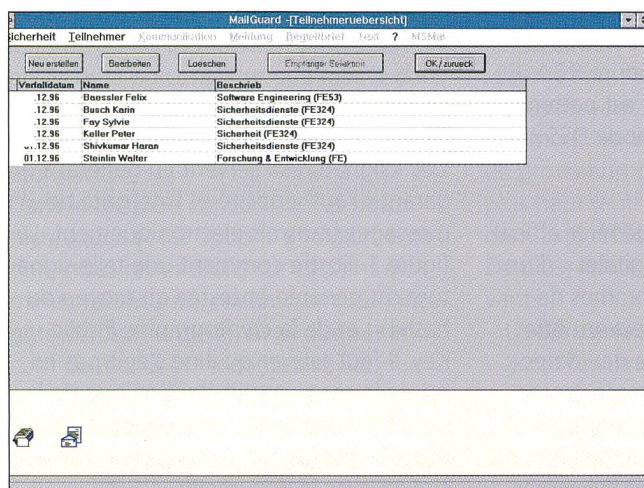 MailGuard -[Teilnehmeruebersicht]
icherheit Teilnehmer Kommunikation Meldung Begleitbrief Text ? MSMail
Neu erstellen Bearbeiten Loeschen Empfänger Selektion OK/zurueck
Verfalldatum Name Beschrieb
.12.96 Baessler Felix Software Engineering (FE53)
.12.96 Busch Karin Sicherheitsdienste (FE324)
.12.96 Fay Sylvie Sicherheitsdienste (FE324)
.12.96 Keller Peter Sicherheit (FE324)
.12.96 Shivkumar Haran Sicherheitsdienste (FE324)
01.12.96 Steinlin Walter Forschung & Entwicklung (FE)